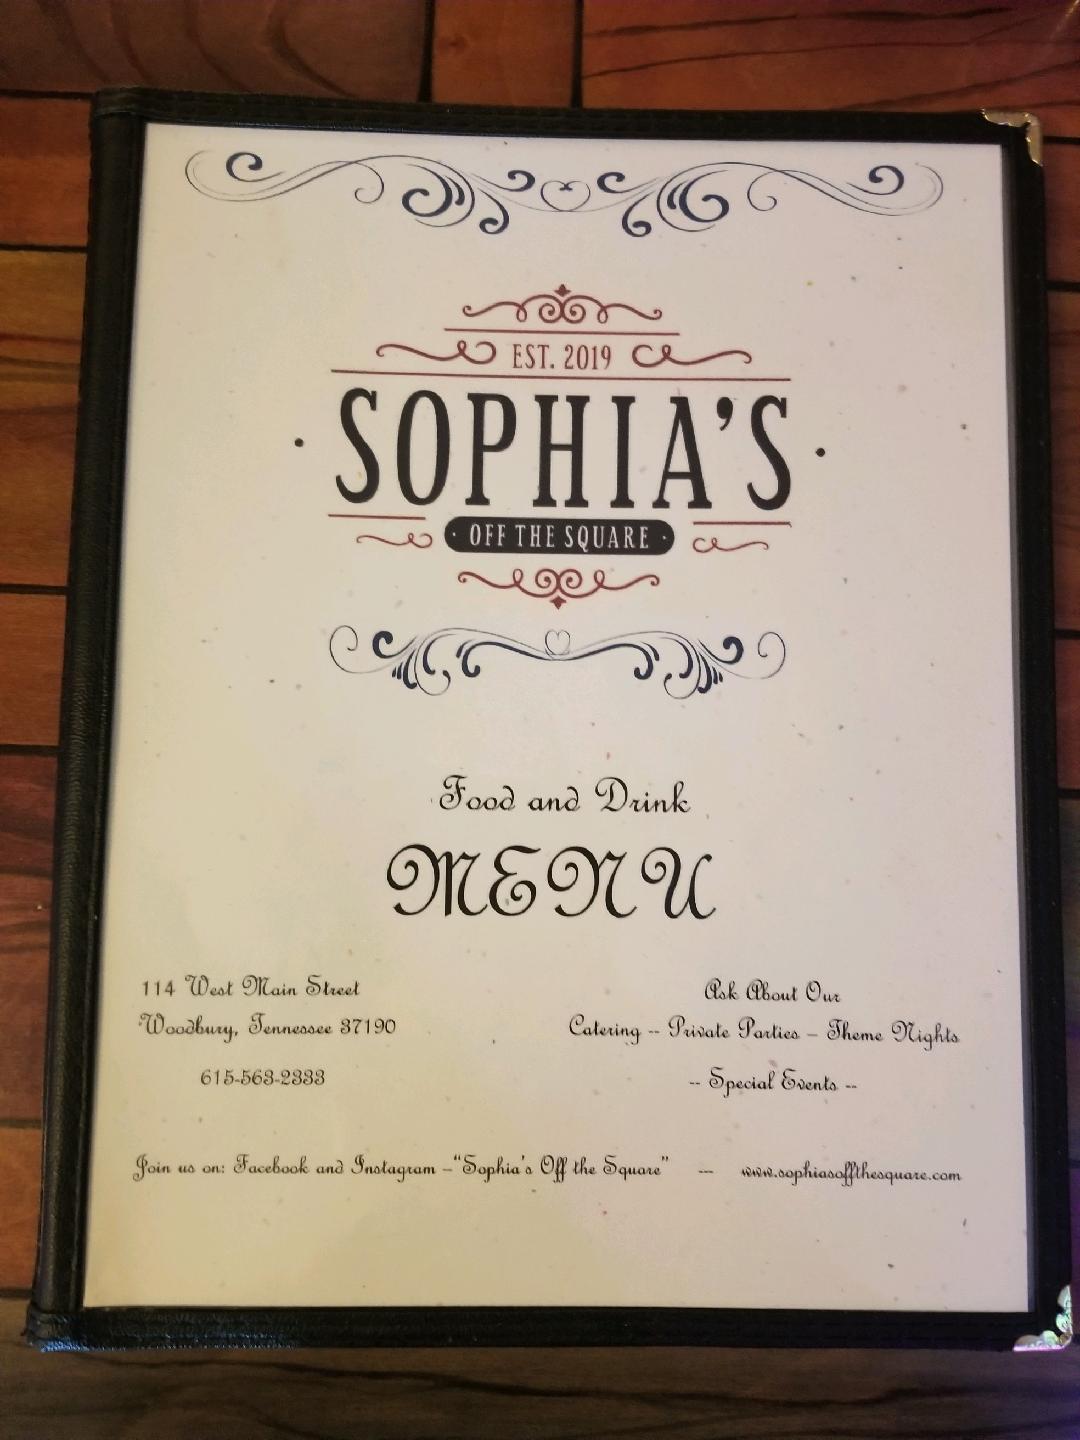 EST. 2019
· SOPHIA'S ·
· OFF THE SQUARE ·
Food and Drink
MENU
114 West Main Street
Woodbury, Tennessee 37190
615-563-2333
Ask About Our
Catering -- Private Parties – Theme Nights
-- Special Events --
Join us on: Facebook and Instagram –"Sophia's Off the Square" --- www.sophiasoffthesquare.com